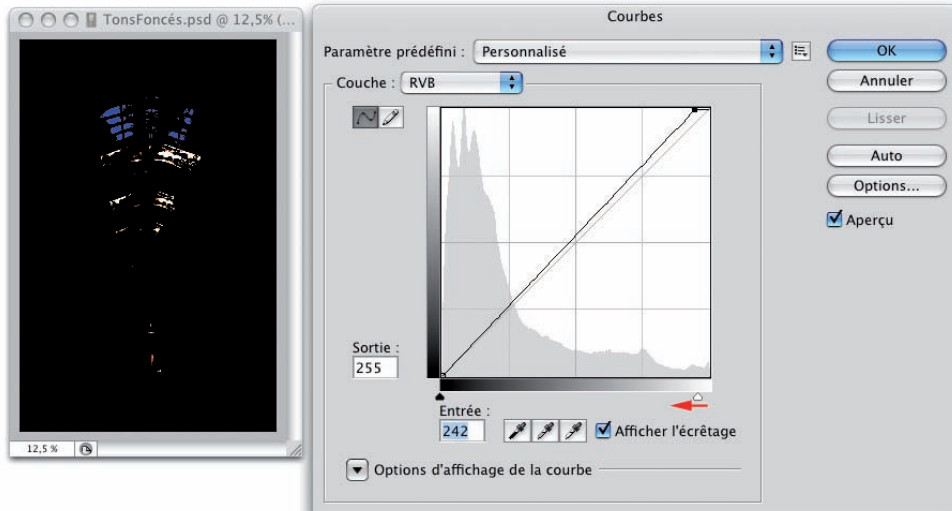 TonsFoncés.psd @ 12,5% (...
12,5 %
Courbes
Paramètre prédéfini : Personnalisé
OK
Couche : RVB
Annuler
Lisser
Auto
Options...
Aperçu
Sortie :
255
Entrée :
242
Afficher l'écrêtage
Options d'affichage de la courbe